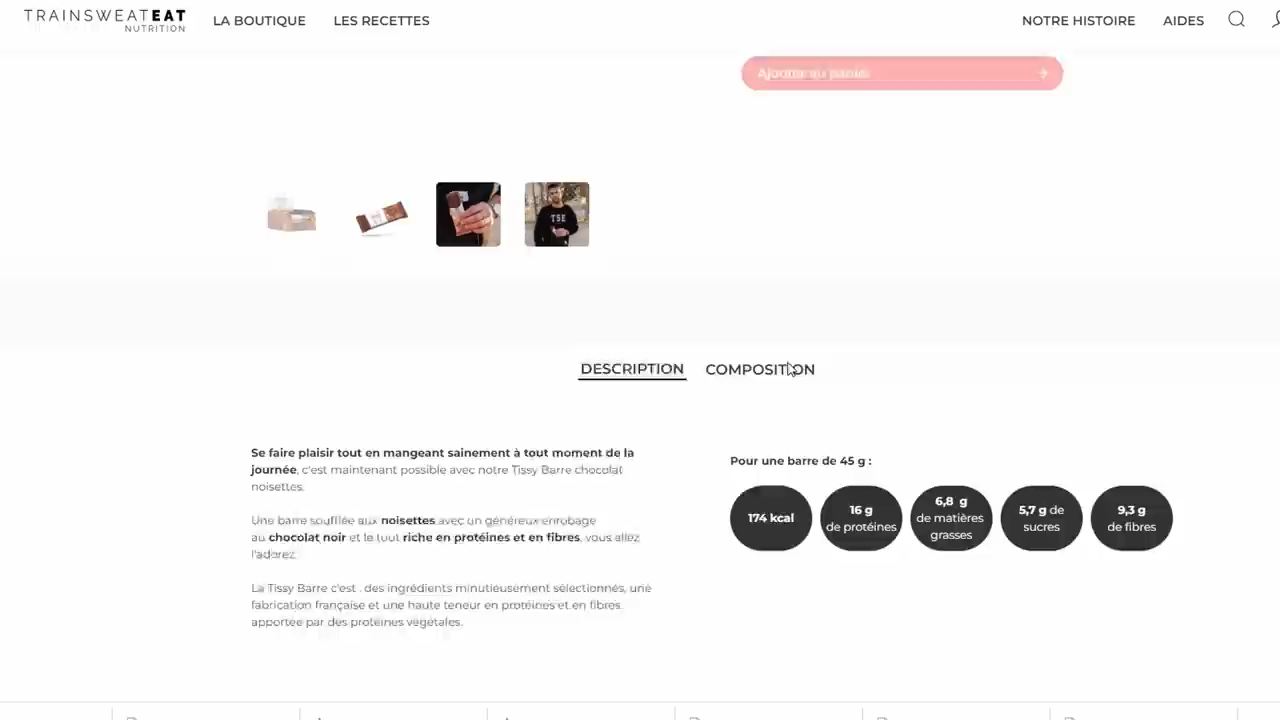 TRAINSWEATEAT
NUTRITION
LA BOUTIQUE
LES RECETTES
NOTRE HISTOIRE
AIDES
Ajouter au panier
TSE
DESCRIPTION
COMPOSITION
Se faire plaisir tout en mangeant sainement à tout moment de la
journée, c'est maintenant possible avec notre Tissy Barre chocolat
noisettes.
Une barre soufflée aux noisettes avec un généreux enrobage
au chocolat noir et le tout riche en protéines et en fibres, vous allez
l'adorez.
La Tissy Barre c'est : des ingrédients minutieusement sélectionnés, une
fabrication française et une haute teneur en protéines et en fibres
apportée par des protéines végétales.
Pour une barre de 45 g :
174 kcal
16 g
de protéines
6,8 g
de matières
grasses
5,7 g de
sucres
9,3 g
de fibres